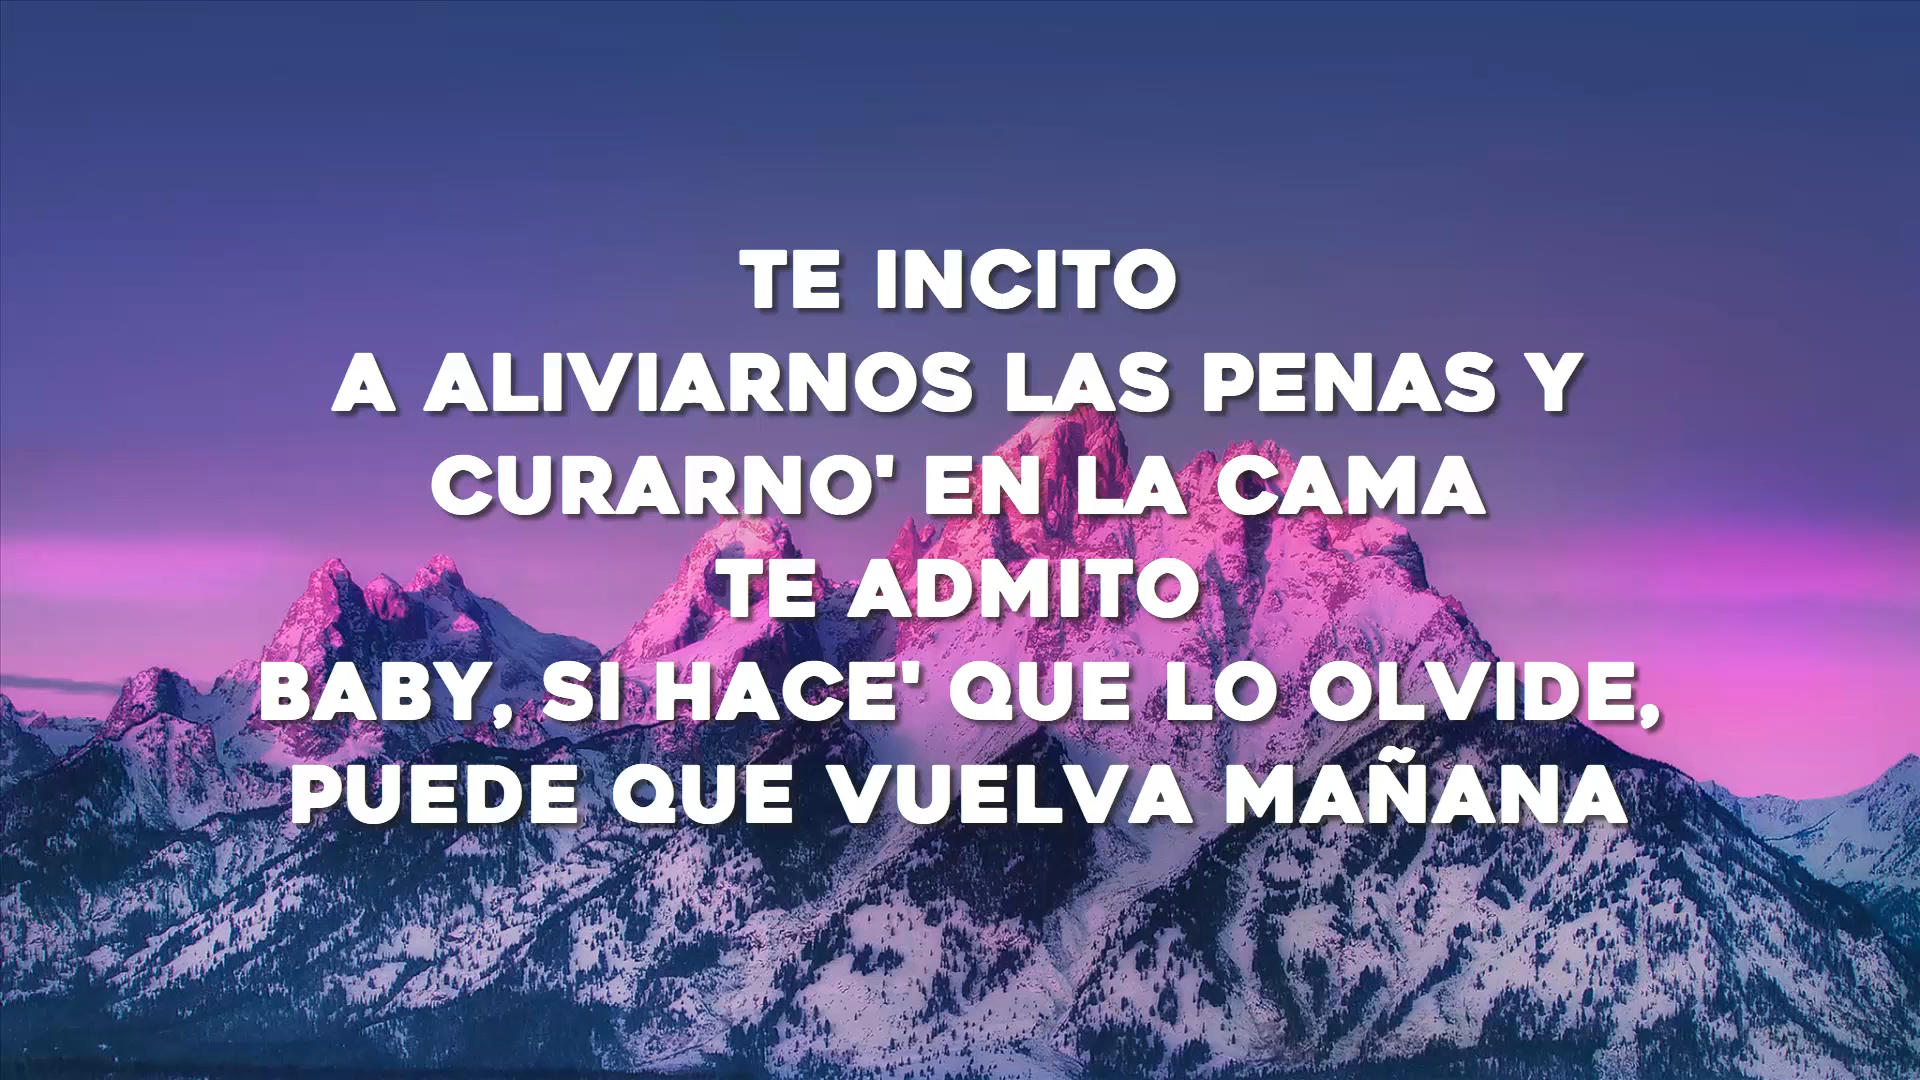 TE INCITO
A ALIVIARNOS LAS PENAS Y
CURARNO' EN LA CAMA
TE ADMITO
BABY, SI HACE' QUE LO OLVIDE,
PUEDE QUE VUELVA MAÑANA